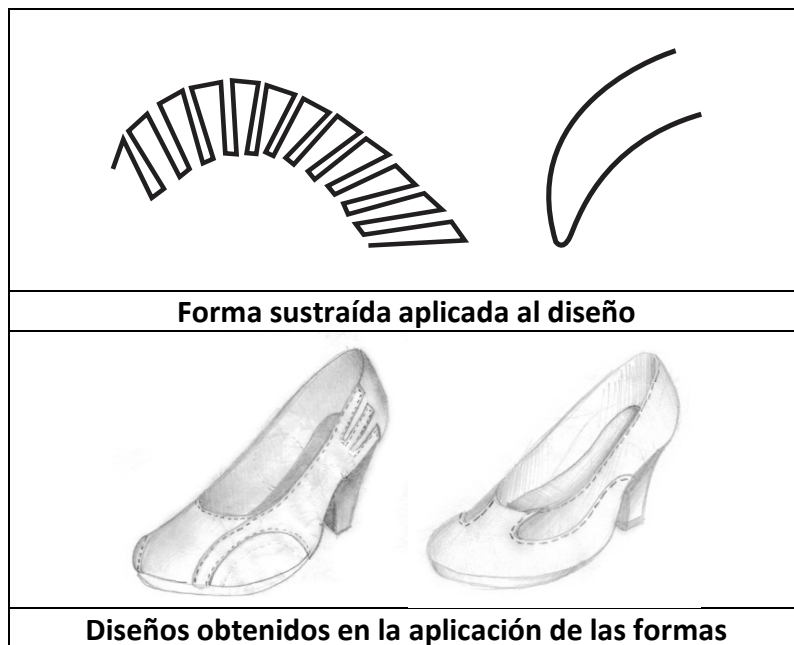 Forma sustraída aplicada al diseño
Diseños obtenidos en la aplicación de las formas